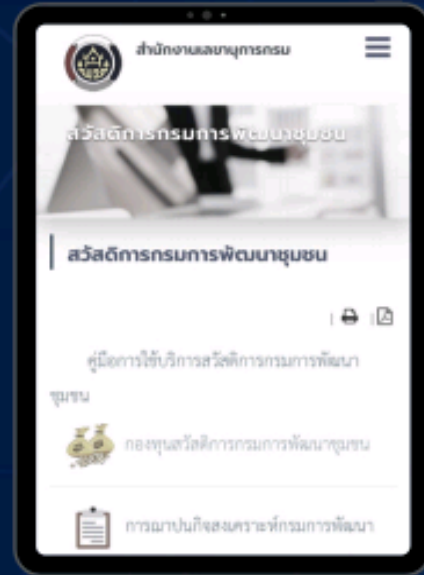 สำนักงานเลขานุการกรม
สวัสดิการกรมการพัฒนาชุมชน
สวัสดิการกรมการพัฒนาชุมชน
คู่มือการใช้บริการสวัสดิการกรมการพัฒนา
ชุมชน
กองทุนสวัสดิการกรมการพัฒนาชุมชน
การฌาปนกิจสงเคราะห์กรมการพัฒนา